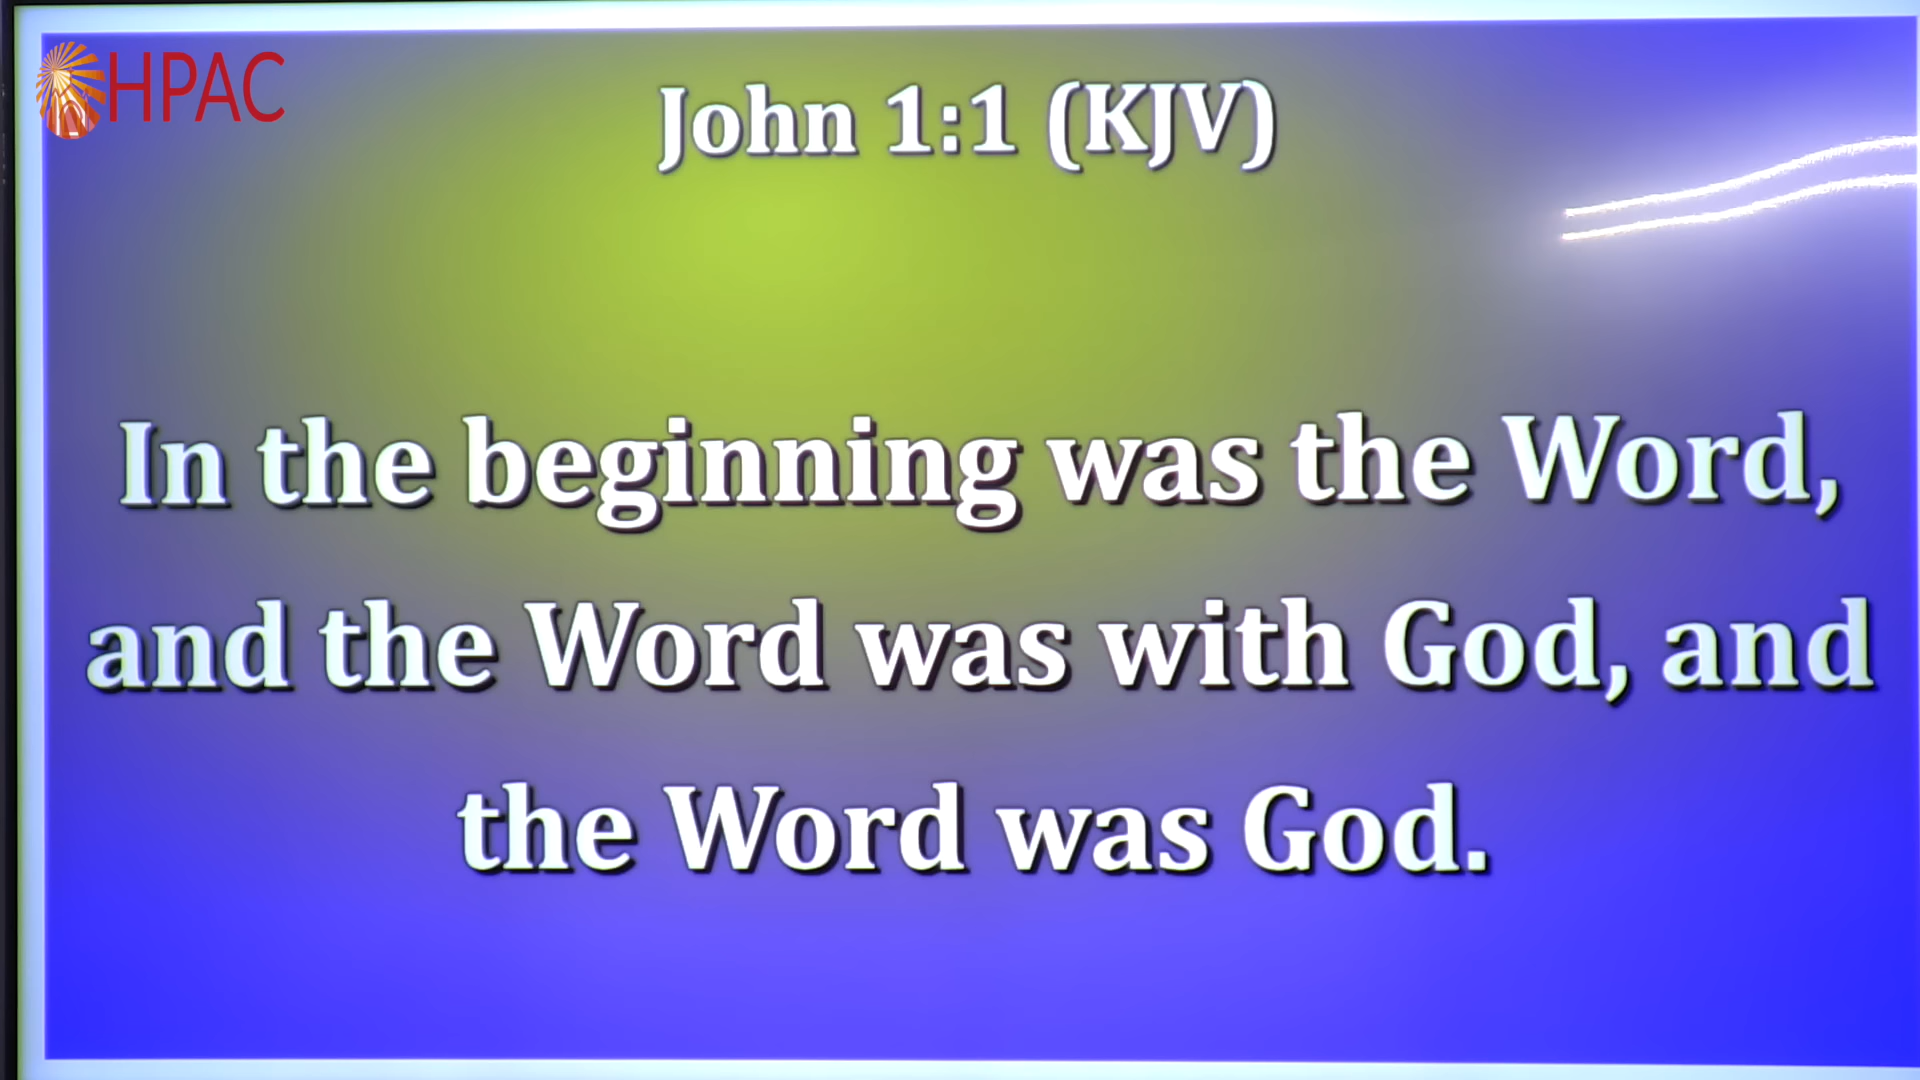 HPAC
John 1:1 (KJV)
In the beginning was the Word,
and the Word was with God, and
the Word was God.